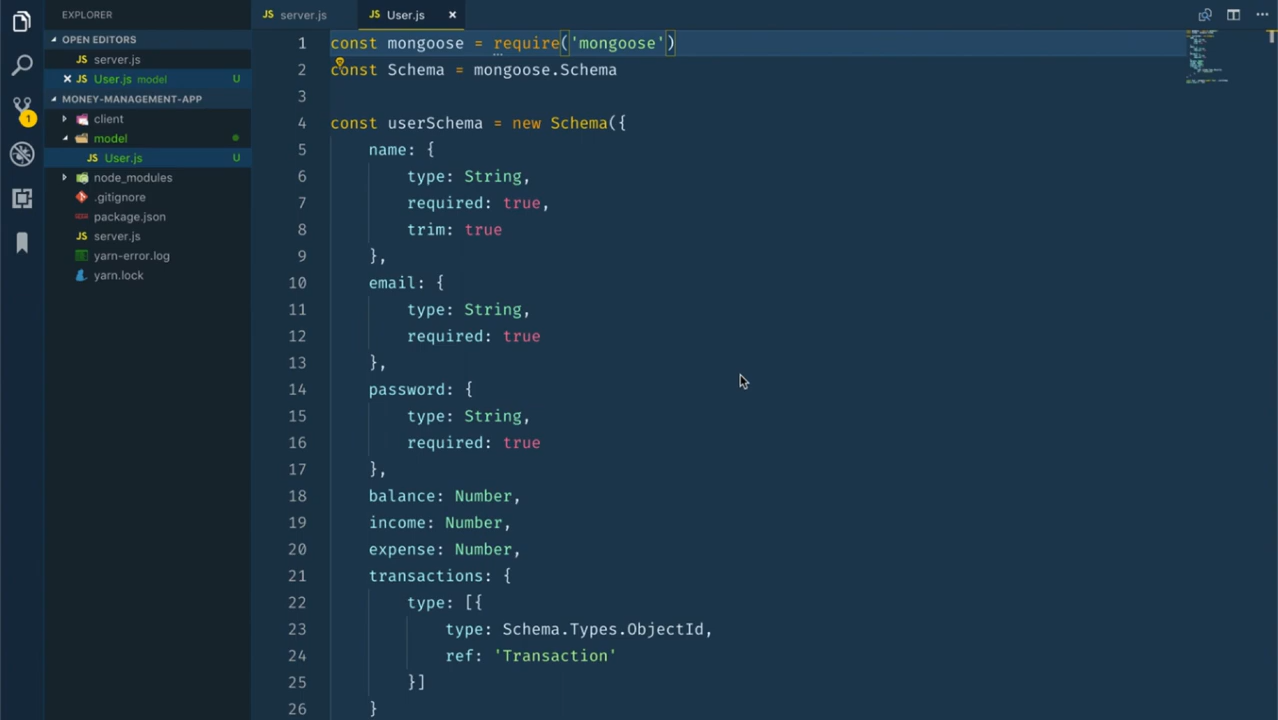 EXPLORER
OPEN EDITORS
server.js
User.js model U
MONEY-MANAGEMENT-APP
client
model
JS User.js U
node_modules
.gitignore
package.json
JS server.js
yarn-error.log
yarn.lock
1
JS server.js
JS User.js
1 const mongoose = require('mongoose')
2 const Schema = mongoose.Schema
3
4 const userSchema = new Schema({
5 name: {
6 type: String,
7 required: true,
8 trim: true
9 },
10 email: {
11 type: String,
12 required: true
13 },
14 password: {
15 type: String,
16 required: true
17 },
18 balance: Number,
19 income: Number,
20 expense: Number,
21 transactions: {
22 type: [{
23 type: Schema.Types.ObjectId,
24 ref: 'Transaction'
25 }]
26 }